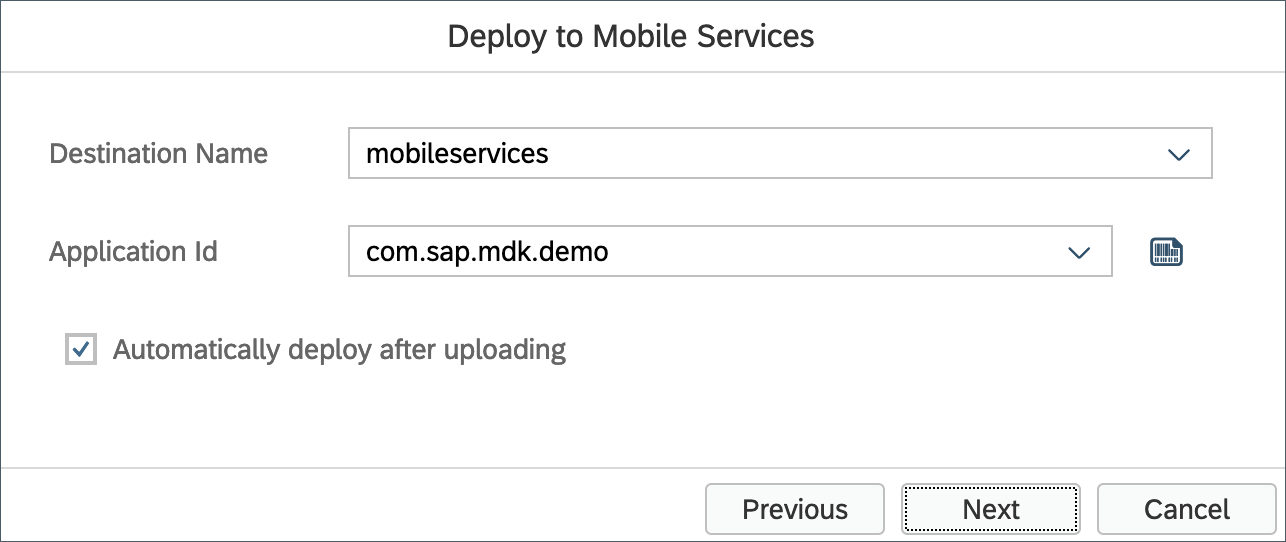 Deploy to Mobile Services
Destination Name mobileservices
Application Id com.sap.mdk.demo
Automatically deploy after uploading
Previous Next Cancel